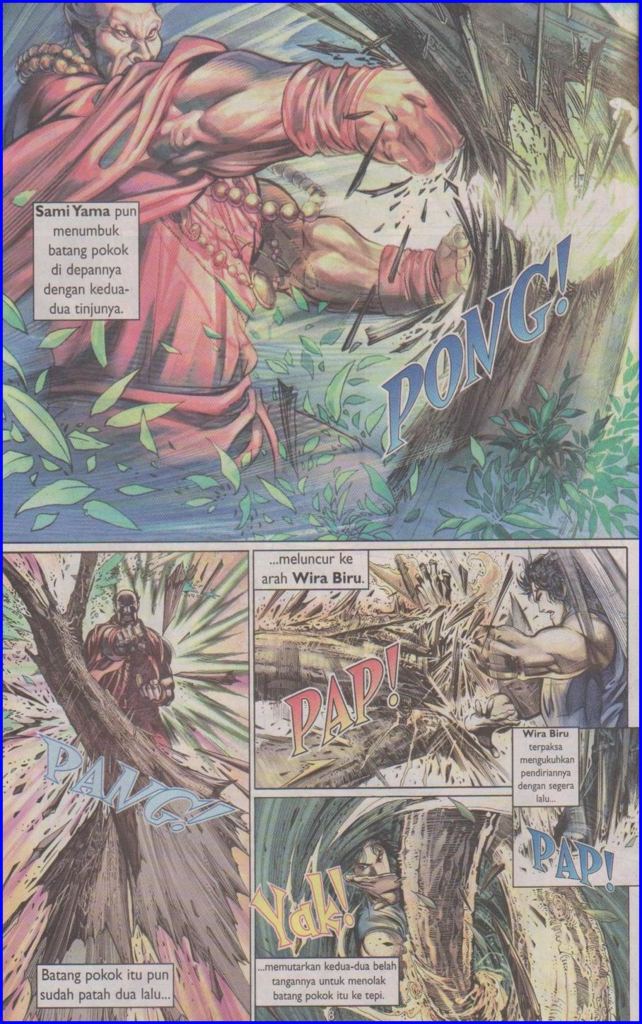 Sami Yama pun
menumbuk
batang pokok
di depannya
dengan kedua-
dua tinjunya.
PONG!
PANG!
Batang pokok itu pun
sudah patah dua lalu...
...meluncur ke
arah Wira Biru.
PAP!
Wira Biru
terpaksa
mengukuhkan
pendiriannya
dengan segera
lalu...
PAP!
Yak!
...memutarkan kedua-dua belah
tangannya untuk menolak
batang pokok itu ke tepi.